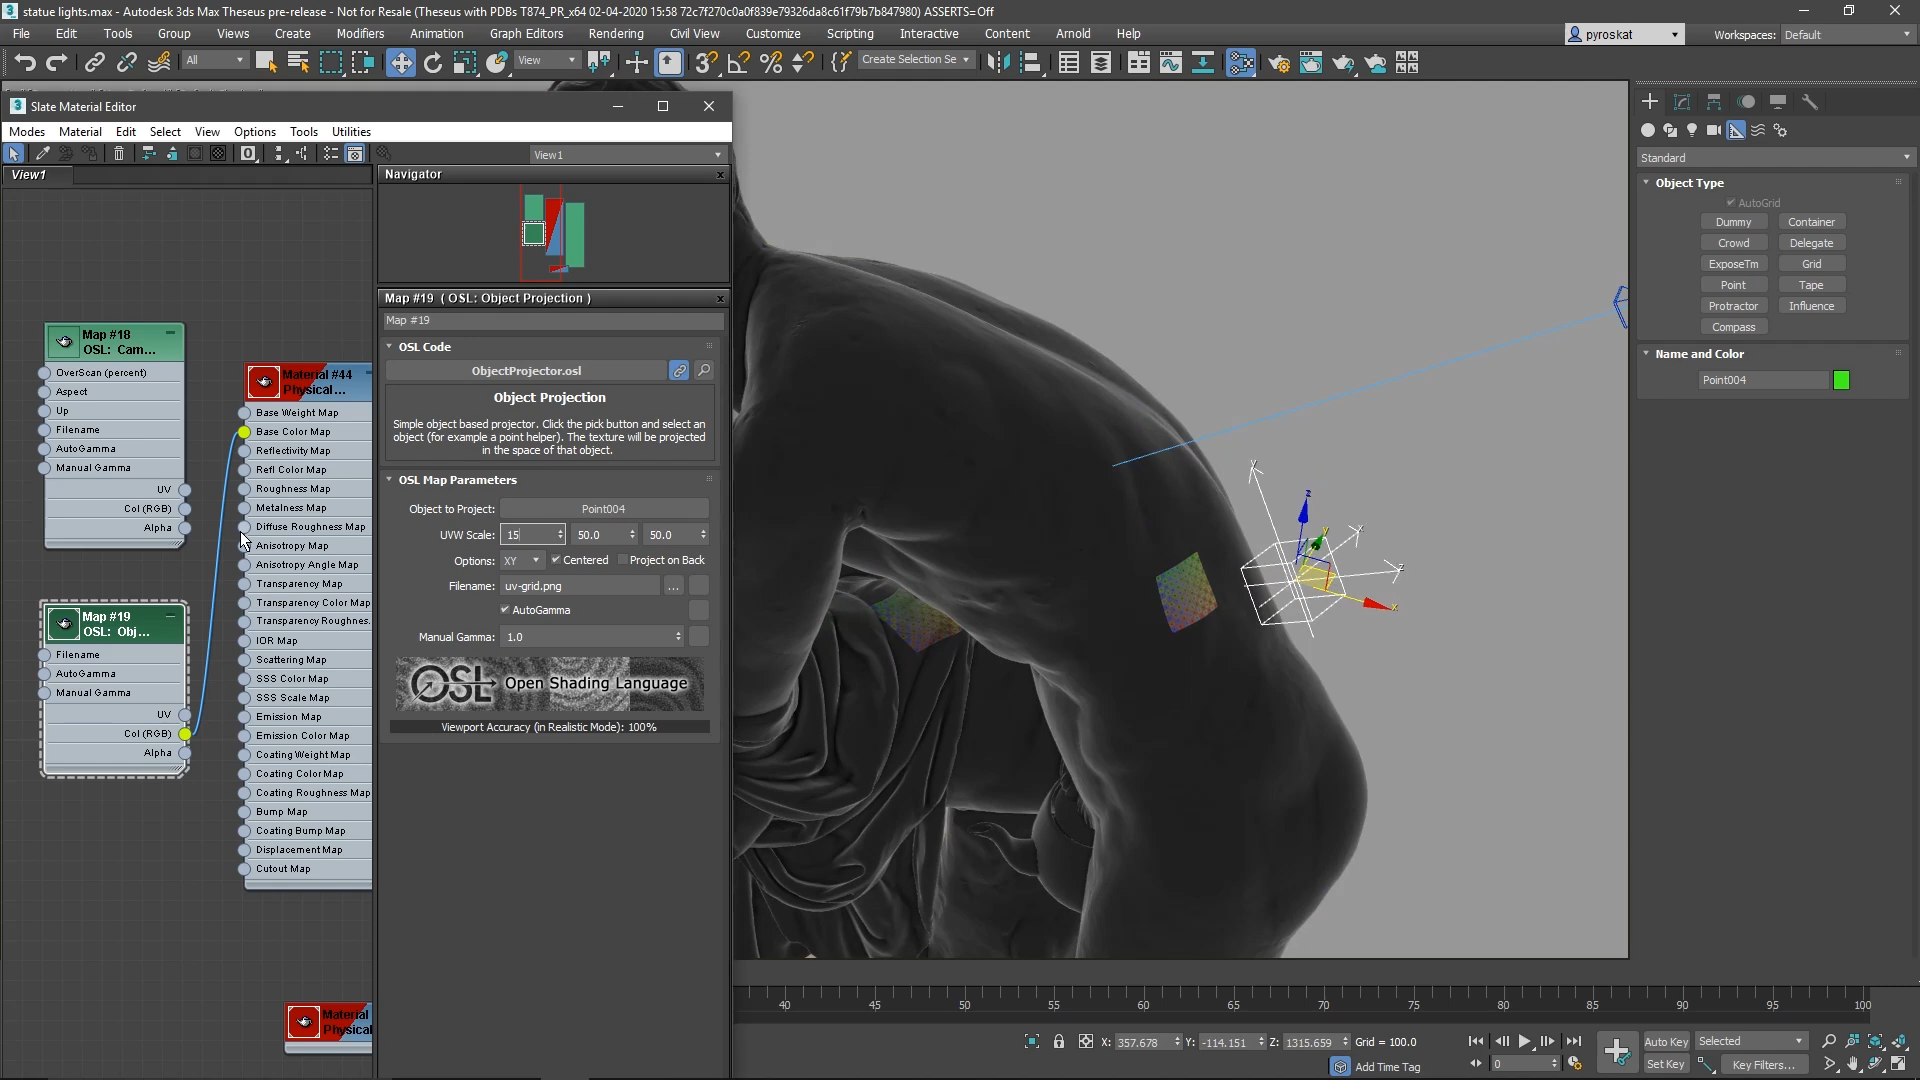 3 statue lights.max - Autodesk 3ds Max Theseus pre-release - Not for Resale (Theseus with PDBs T874_PR_x64 02-04-2020 15:58 72c7f270c0a0f839e79326da8c61f79b7b847980) ASSERTS=Off
File Edit Tools Group Views Create Modifiers Animation Graph Editors Rendering Civil View Customize Scripting Interactive Content Arnold Help
pyroskat Workspaces: Default
All View Create Selection Se
3 Slate Material Editor
Modes Material Edit Select View Options Tools Utilities
View1
View1
Navigator
Map #19 ( OSL: Object Projection )
Map #19
OSL Code
ObjectProjector.osl
Object Projection
Simple object based projector. Click the pick button and select an
object (for example a point helper). The texture will be projected
in the space of that object.
OSL Map Parameters
Object to Project: Point004
UVW Scale: 15 50.0 50.0
Options: XY Centered Project on Back
Filename: uv-grid.png ...
AutoGamma
Manual Gamma: 1.0
OSL Open Shading Language
Viewport Accuracy (in Realistic Mode): 100%
Map #18
OSL: Cam...
OverScan (percent)
Aspect
Up
Filename
AutoGamma
Manual Gamma
UV
Col (RGB)
Alpha
Map #19
OSL: Obj...
Filename
AutoGamma
Manual Gamma
UV
Col (RGB)
Alpha
Material #44
Physical...
Base Weight Map
Base Color Map
Reflectivity Map
Refl Color Map
Roughness Map
Metalness Map
Diffuse Roughness Map
Anisotropy Map
Anisotropy Angle Map
Transparency Map
Transparency Color Map
Transparency Roughnes.
IOR Map
Scattering Map
SSS Color Map
SSS Scale Map
Emission Map
Emission Color Map
Coating Weight Map
Coating Color Map
Coating Roughness Map
Bump Map
Coating Bump Map
Displacement Map
Cutout Map
Material
Physical
y z y x z x
Standard
Object Type
AutoGrid
Dummy Container
Crowd Delegate
ExposeTm Grid
Point Tape
Protractor Influence
Compass
Name and Color
Point004
40 45 50 55 60 65 70 75 80 85 90 95 100
X: 357.678 Y: -114.151 Z: 1315.659 Grid = 100.0
Add Time Tag
0
Auto Key Selected
Set Key Key Filters...